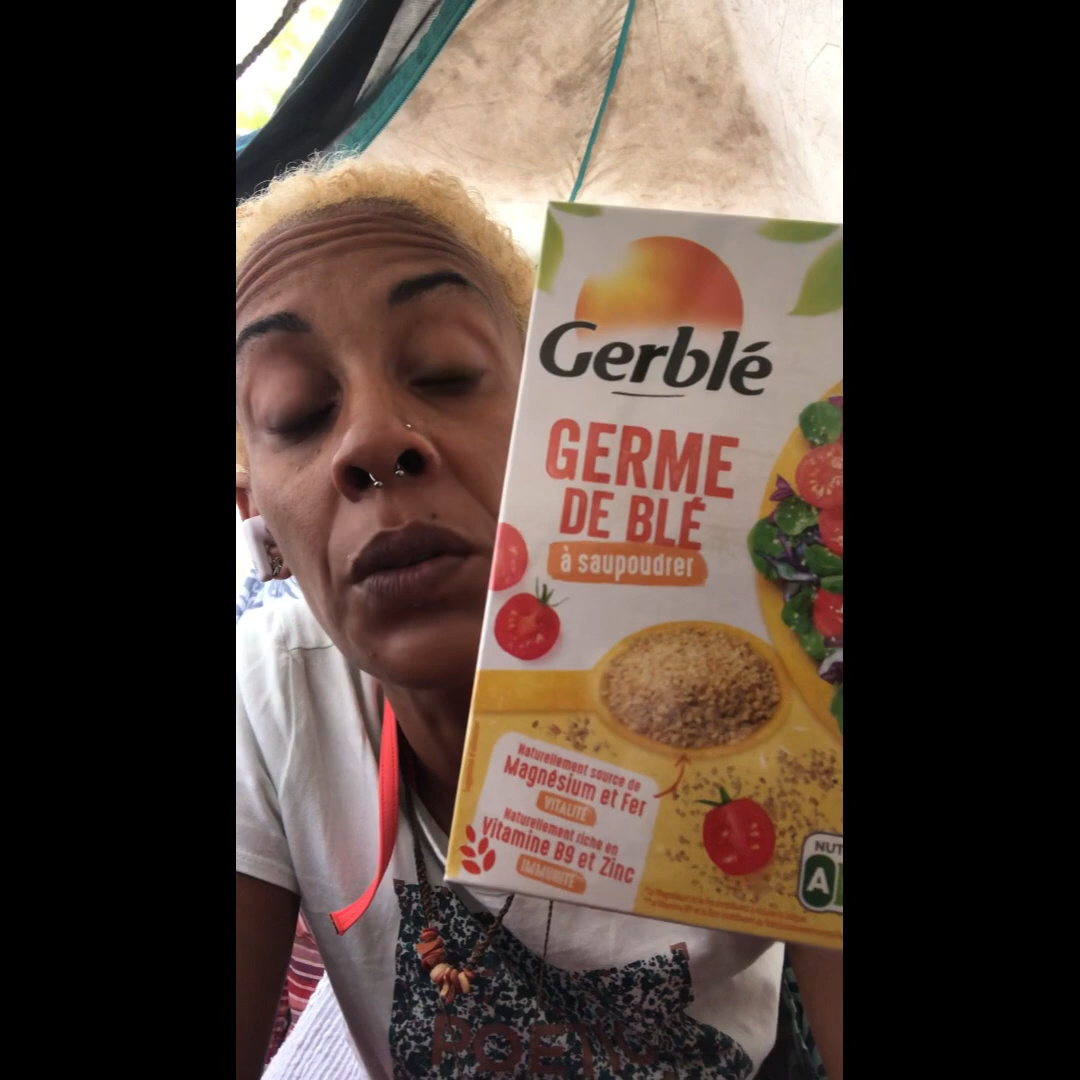 Gerblé
GERME
DE BLÉ
à saupoudrer
Naturellement source de
Magnésium et Fer
VITALITÉ
Naturellement riche en
Vitamine B9 et Zinc
IMMUNITÉ
NUT
A